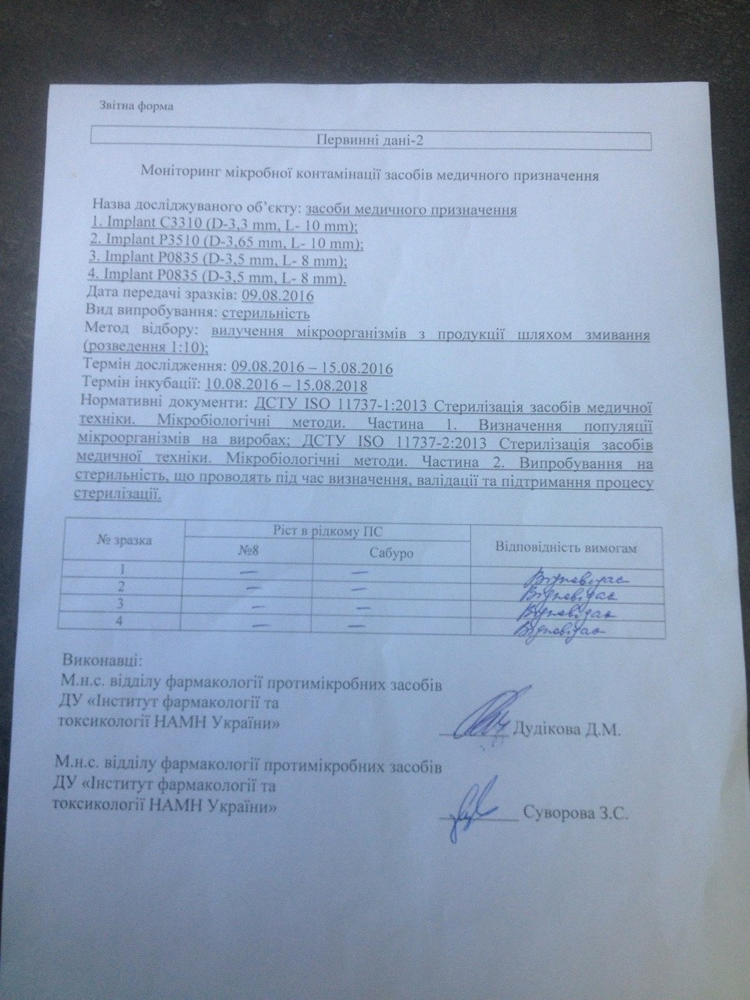 Звітна форма
Первинні дані-2
Моніторинг мікробної контамінації засобів медичного призначення
Назва досліджуваного об’єкту: засоби медичного призначення
1. Implant C3310 (D-3,3 mm, L- 10 mm);
2. Implant P3510 (D-3,65 mm, L- 10 mm);
3. Implant P0835 (D-3,5 mm, L- 8 mm);
4. Implant P0835 (D-3,5 mm, L- 8 mm).
Дата передачі зразків: 09.08.2016
Вид випробування: стерильність
Метод відбору: вилучення мікроорганізмів з продукції шляхом змивання
(розведення 1:10);
Термін дослідження: 09.08.2016 – 15.08.2016
Термін інкубації: 10.08.2016 – 15.08.2018
Нормативні документи: ДСТУ ISO 11737-1:2013 Стерилізація засобів медичної
техніки. Мікробіологічні методи. Частина 1. Визначення популяції
мікроорганізмів на виробах; ДСТУ ISO 11737-2:2013 Стерилізація засобів
медичної техніки. Мікробіологічні методи. Частина 2. Випробування на
стерильність, що проводять під час визначення, валідації та підтримання процесу
стерилізації.
№ зразка Ріст в рідкому ПС Відповідність вимогам
№8 Сабуро
1 — — Відповідає
2 — — Відповідає
3 — — Відповідає
4 — — Відповідає
Виконавці:
М.н.с. відділу фармакології протимікробних засобів
ДУ «Інститут фармакології та
токсикології НАМН України» Дудікова Д.М.
М.н.с. відділу фармакології протимікробних засобів
ДУ «Інститут фармакології та
токсикології НАМН України» Суворова З.С.